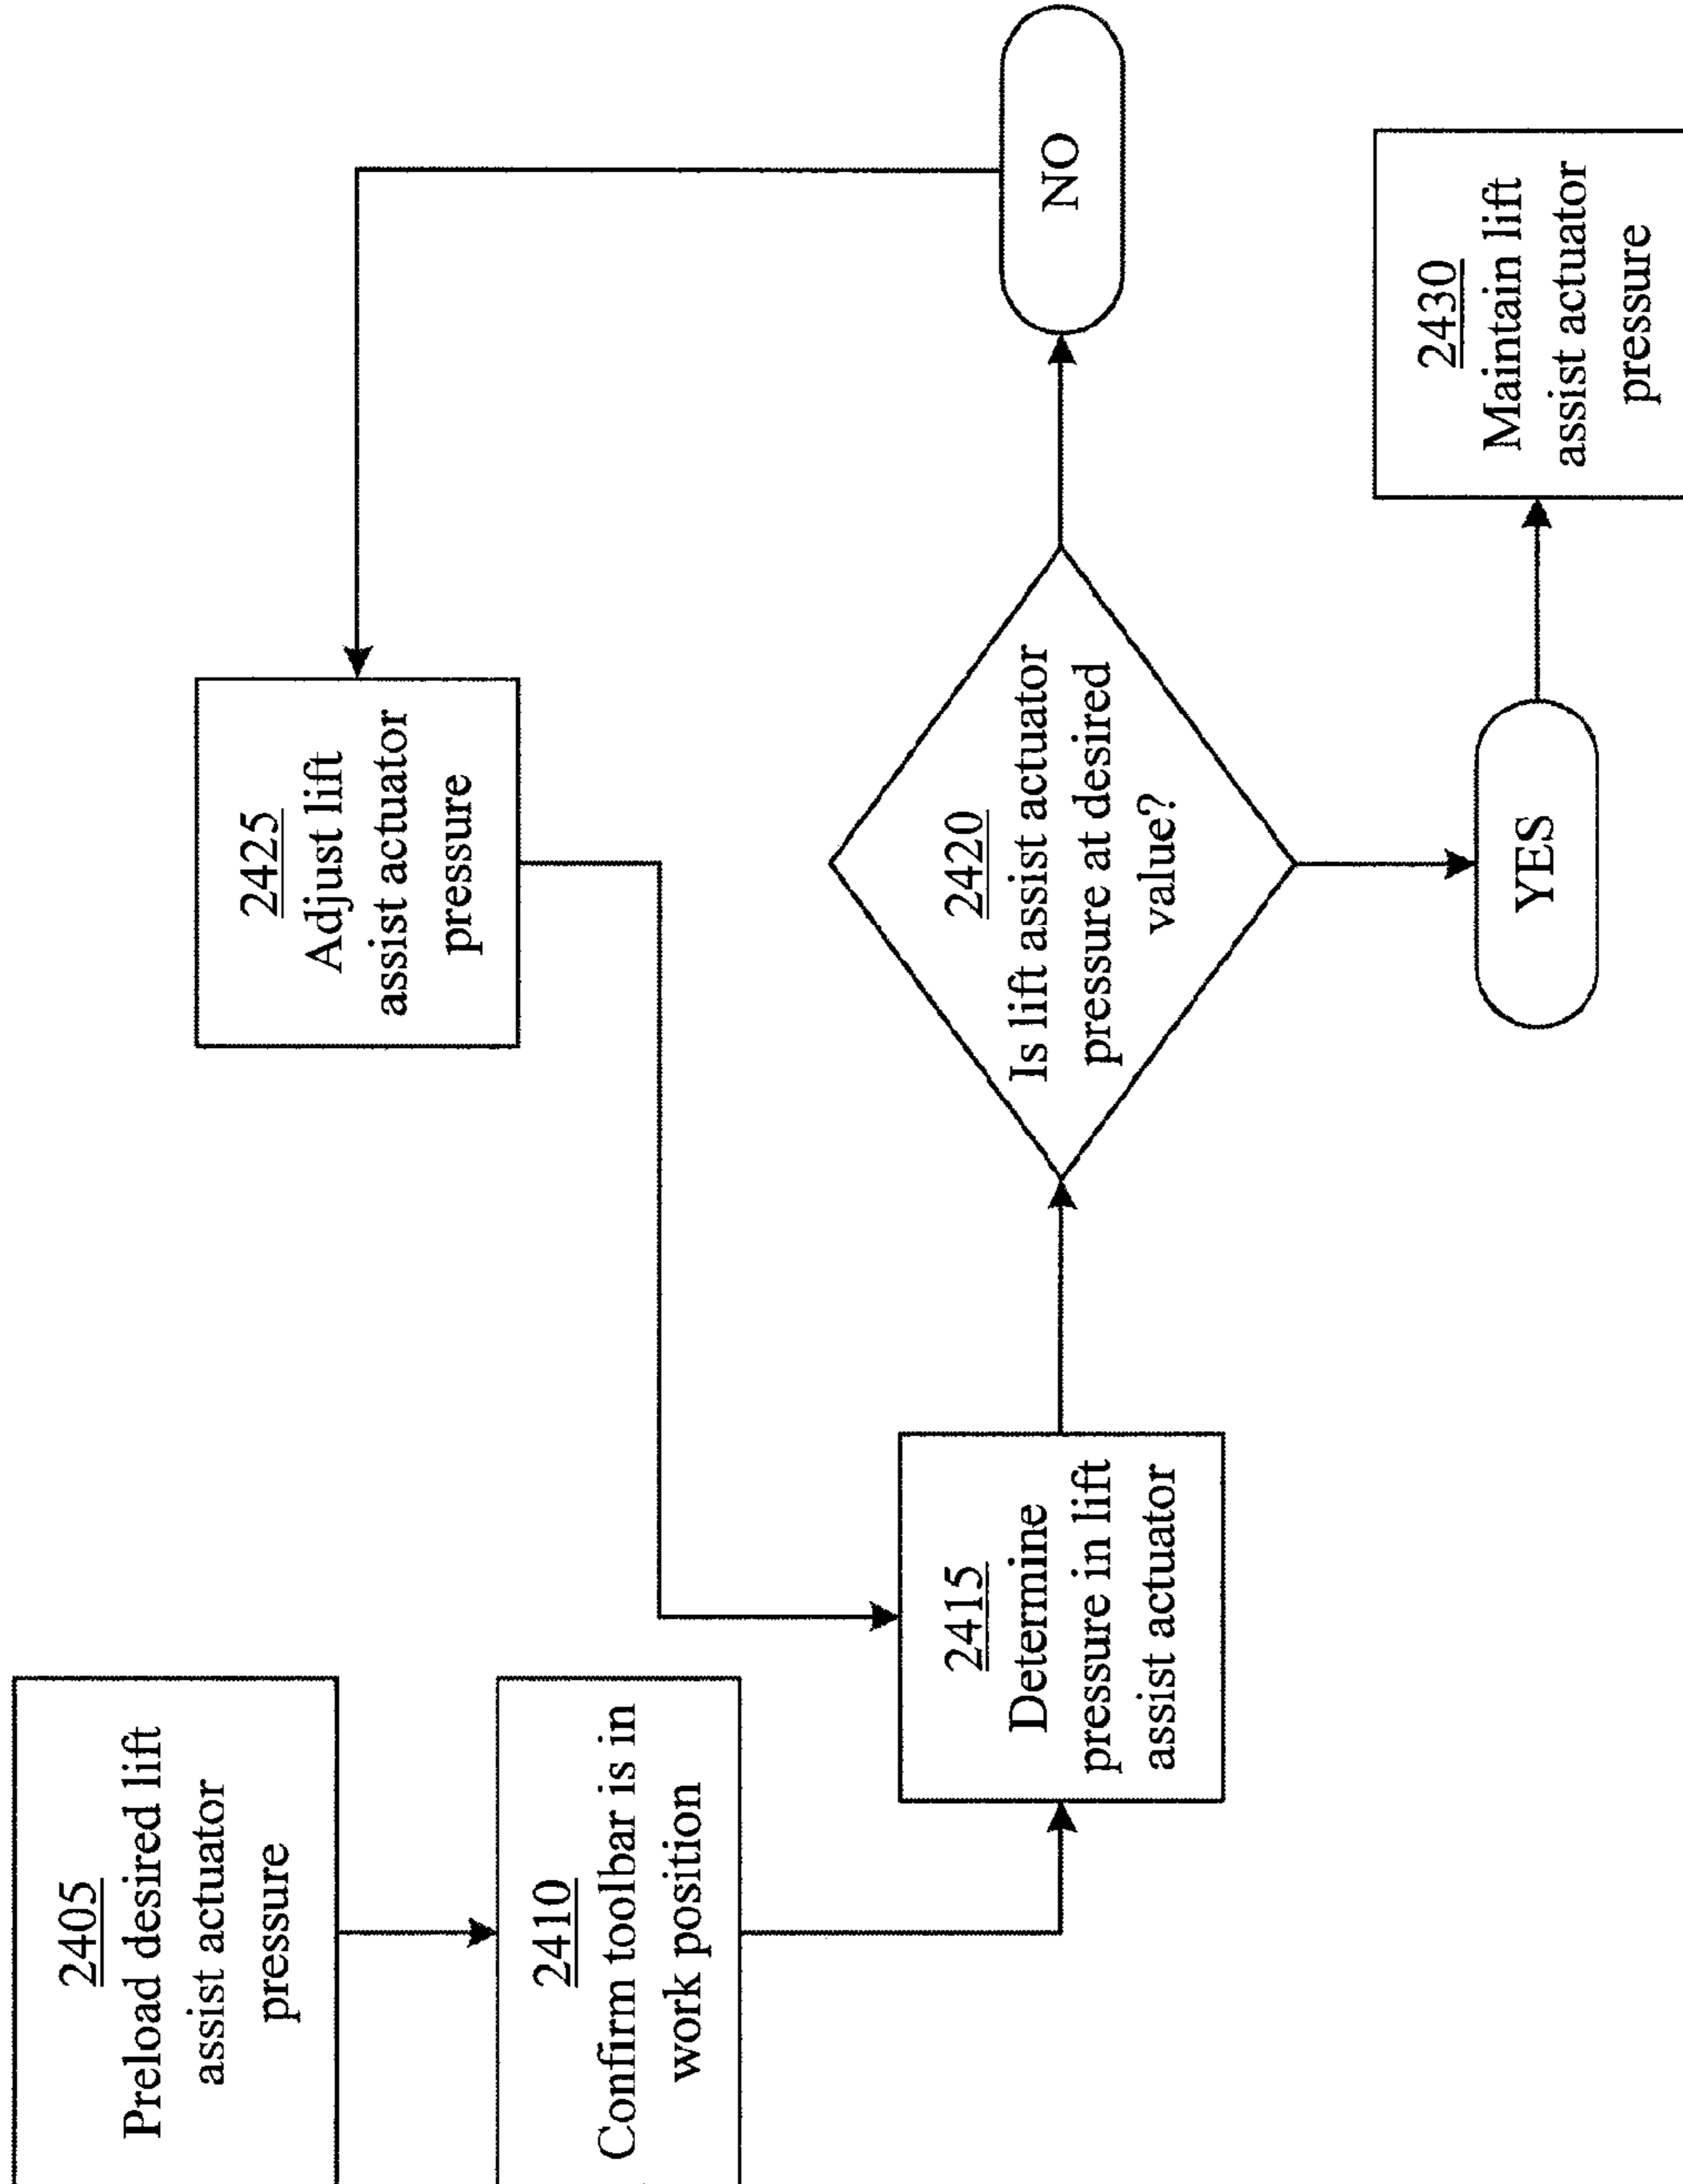 2405
Preload desired lift
assist actuator
pressure
2410
Confirm toolbar is in
work position
2415
Determine
pressure in lift
assist actuator
2420
Is lift assist actuator
pressure at desired
value?
NO
2425
Adjust lift
assist actuator
pressure
YES
2430
Maintain lift
assist actuator
pressure